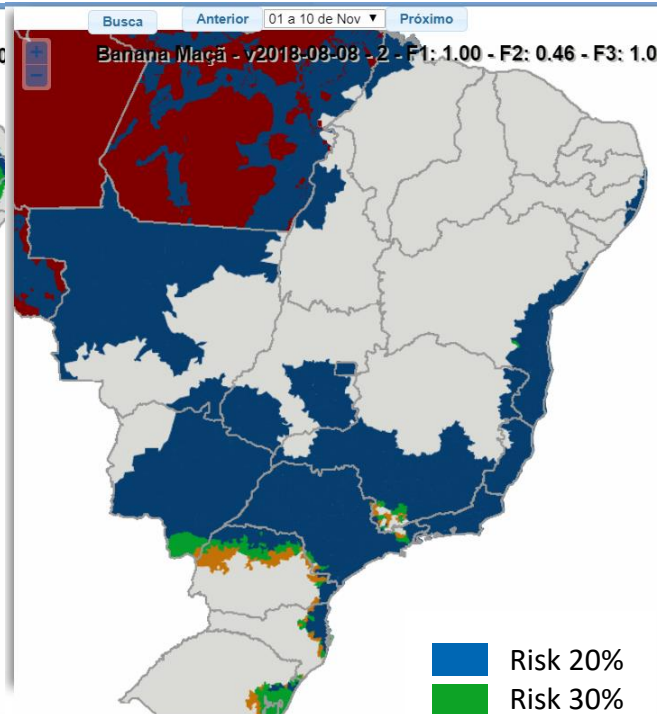 Busca Anterior 01 a 10 de Nov ▼ Próximo
Banana Maçã - v2018-08-08 - 2 - F1: 1.00 - F2: 0.46 - F3: 1.0
+
−
Risk 20%
Risk 30%